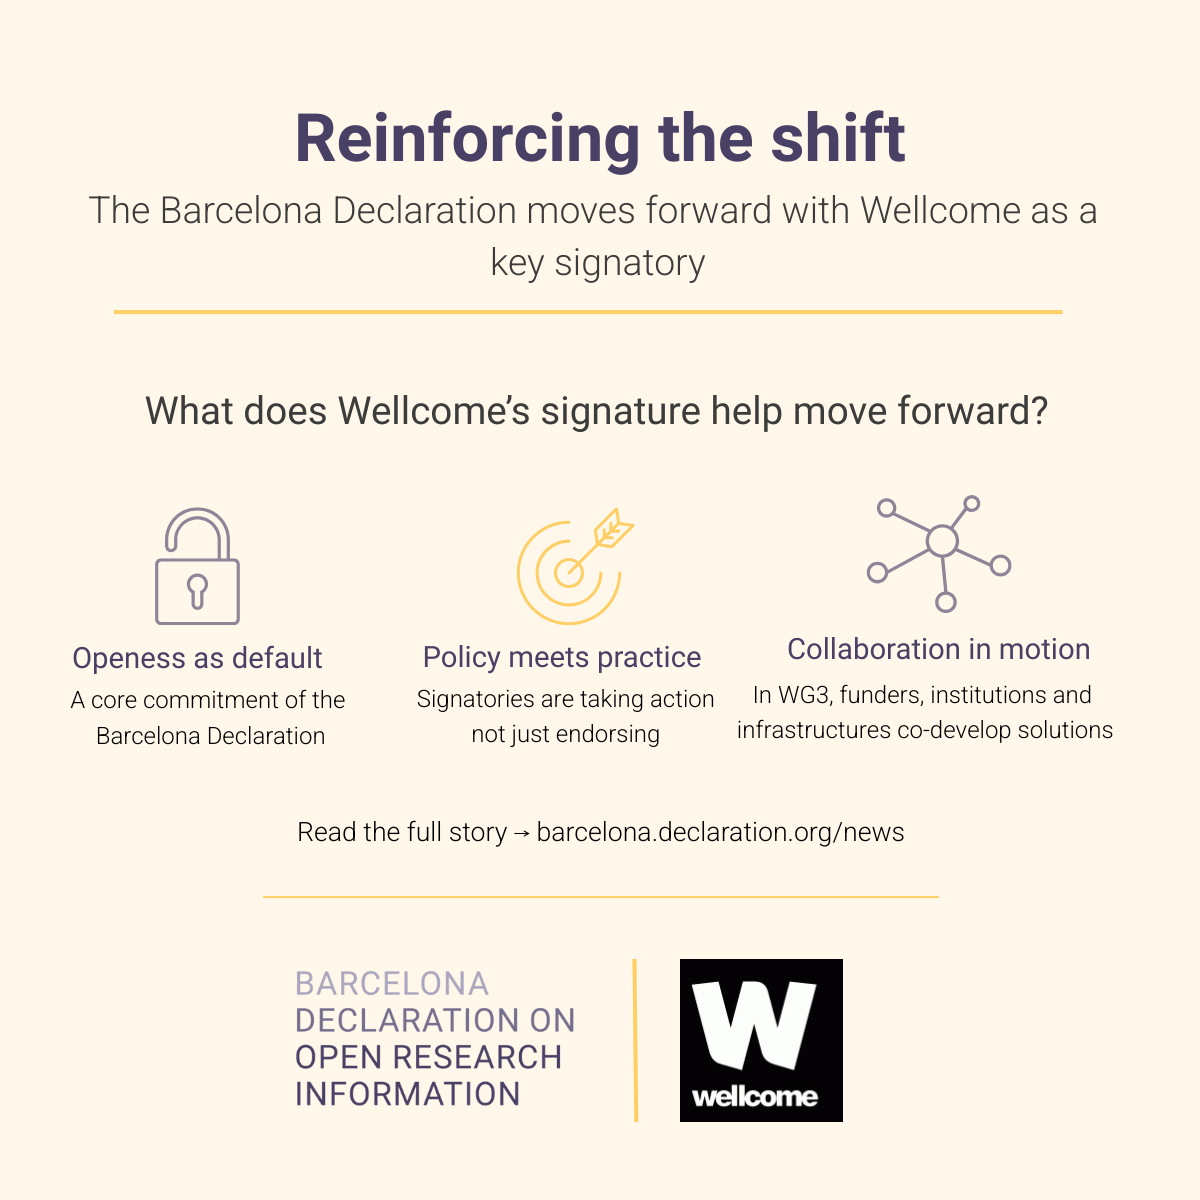 Reinforcing the shift
The Barcelona Declaration moves forward with Wellcome as a
key signatory
What does Wellcome’s signature help move forward?
Openess as default
A core commitment of the
Barcelona Declaration
Policy meets practice
Signatories are taking action
not just endorsing
Collaboration in motion
In WG3, funders, institutions and
infrastructures co-develop solutions
Read the full story → barcelona.declaration.org/news
BARCELONA
DECLARATION ON
OPEN RESEARCH
INFORMATION
W
wellcome